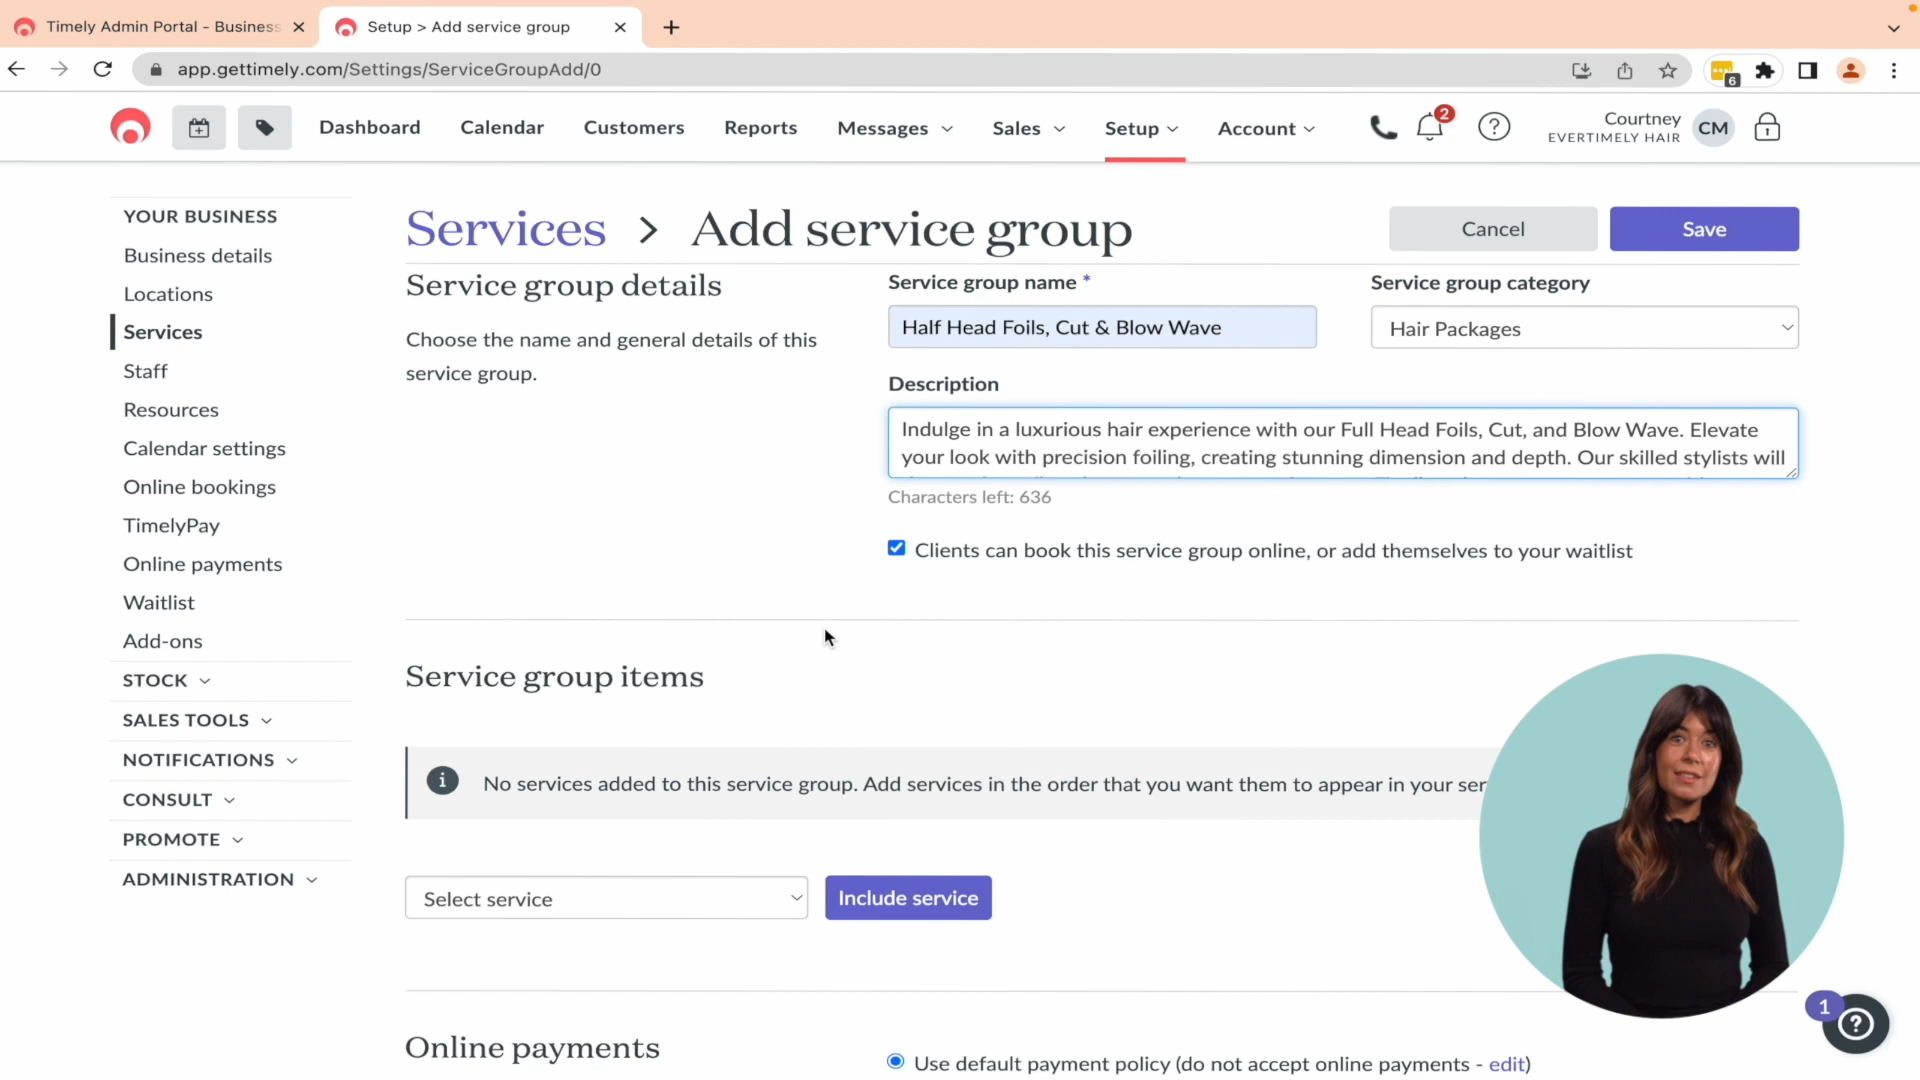 Timely Admin Portal - Business
Setup > Add service group
app.gettimely.com/Settings/ServiceGroupAdd/0
6
Dashboard
Calendar
Customers
Reports
Messages
Sales
Setup
Account
2
Courtney
EVERTIMELY HAIR
CM
YOUR BUSINESS
Business details
Locations
Services
Staff
Resources
Calendar settings
Online bookings
TimelyPay
Online payments
Waitlist
Add-ons
STOCK
SALES TOOLS
NOTIFICATIONS
CONSULT
PROMOTE
ADMINISTRATION
Services > Add service group
Cancel
Save
Service group details
Choose the name and general details of this
service group.
Service group name *
Half Head Foils, Cut & Blow Wave
Service group category
Hair Packages
Description
Indulge in a luxurious hair experience with our Full Head Foils, Cut, and Blow Wave. Elevate
your look with precision foiling, creating stunning dimension and depth. Our skilled stylists will
Characters left: 636
Clients can book this service group online, or add themselves to your waitlist
Service group items
No services added to this service group. Add services in the order that you want them to appear in your ser
Select service
Include service
Online payments
Use default payment policy (do not accept online payments - edit)
1